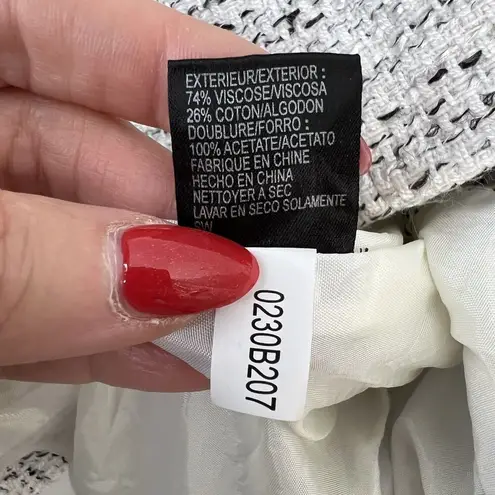 EXTERIEUR/EXTERIOR :
74% VISCOSE/VISCOSA
26% COTON/ALGODON
DOUBLURE/FORRO :
100% ACETATE/ACETATO
FABRIQUE EN CHINE
HECHO EN CHINA
NETTOYER A SEC
LAVAR EN SECO SOLAMENTE
SW
0230B207